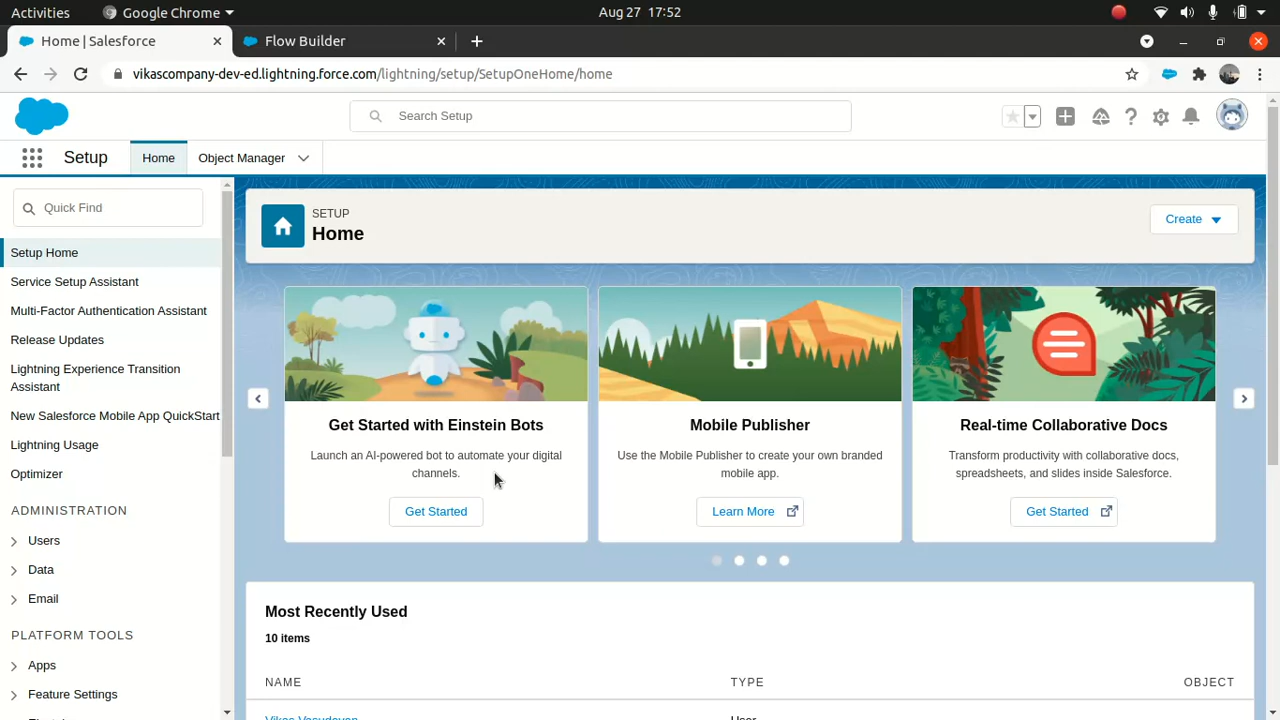 Activities
Google Chrome
Aug 27 17:52
Home | Salesforce
Flow Builder
vikascompany-dev-ed.lightning.force.com/lightning/setup/SetupOneHome/home
Search Setup
Setup
Home
Object Manager
Quick Find
Setup Home
Service Setup Assistant
Multi-Factor Authentication Assistant
Release Updates
Lightning Experience Transition
Assistant
New Salesforce Mobile App QuickStart
Lightning Usage
Optimizer
ADMINISTRATION
Users
Data
Email
PLATFORM TOOLS
Apps
Feature Settings
SETUP
Home
Create
Get Started with Einstein Bots
Launch an AI-powered bot to automate your digital
channels.
Get Started
Mobile Publisher
Use the Mobile Publisher to create your own branded
mobile app.
Learn More
Real-time Collaborative Docs
Transform productivity with collaborative docs,
spreadsheets, and slides inside Salesforce.
Get Started
Most Recently Used
10 items
NAME TYPE OBJECT
Vikas Vasudevan User